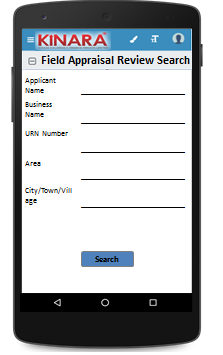 KINARA
Field Appraisal Review Search
Applicant
Name
Business
Name
URN Number
Area
City/Town/Vill
age
Search